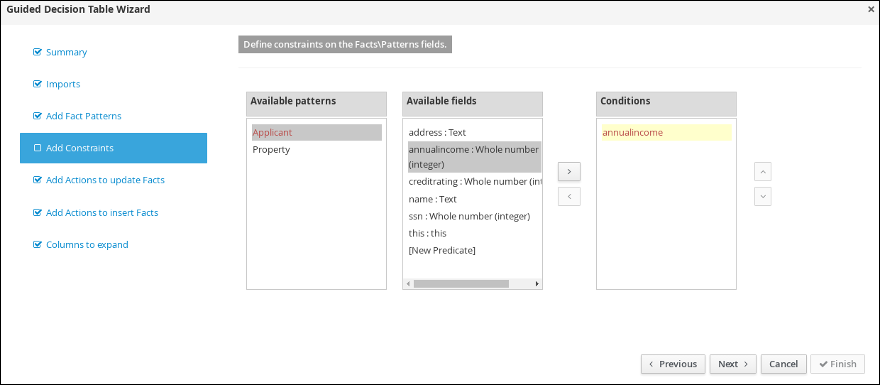 Guided Decision Table Wizard
Summary
Imports
Add Fact Patterns
Add Constraints
Add Actions to update Facts
Add Actions to insert Facts
Columns to expand
Define constraints on the Facts\Patterns fields.
Available patterns
Applicant
Property
Available fields
address : Text
annualincome : Whole number
(integer)
creditrating : Whole number (int
name : Text
ssn : Whole number (integer)
this : this
[New Predicate]
Conditions
annualincome
Previous
Next
Cancel
Finish